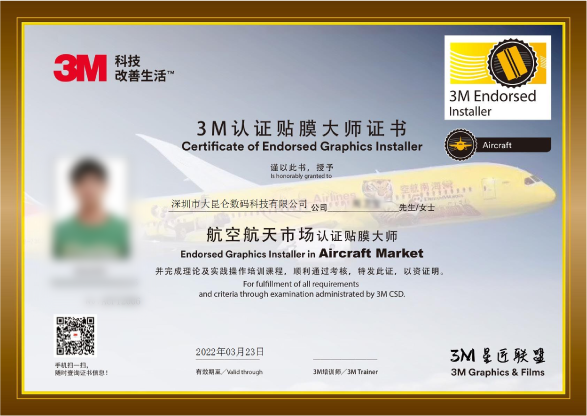 3M 科技
改善生活™
3M Endorsed
Installer
Aircraft
3M认证贴膜大师证书
Certificate of Endorsed Graphics Installer
谨以此书，授予
Is honorably granted to
深圳市大昆仑数码科技有限公司 公司 先生/女士
航空航天市场认证贴膜大师
Endorsed Graphics Installer in Aircraft Market
并完成理论及实践操作培训课程，顺利通过考核，特发此证，以资证明。
For fulfillment of all requirements
and criteria through examination administrated by 3M CSD.
手机扫一扫，
随时查询证书信息！
2022年03月23日
有效期至／Valid through
3M培训师／3M Trainer
3M 星匠联盟
3M Graphics & Films